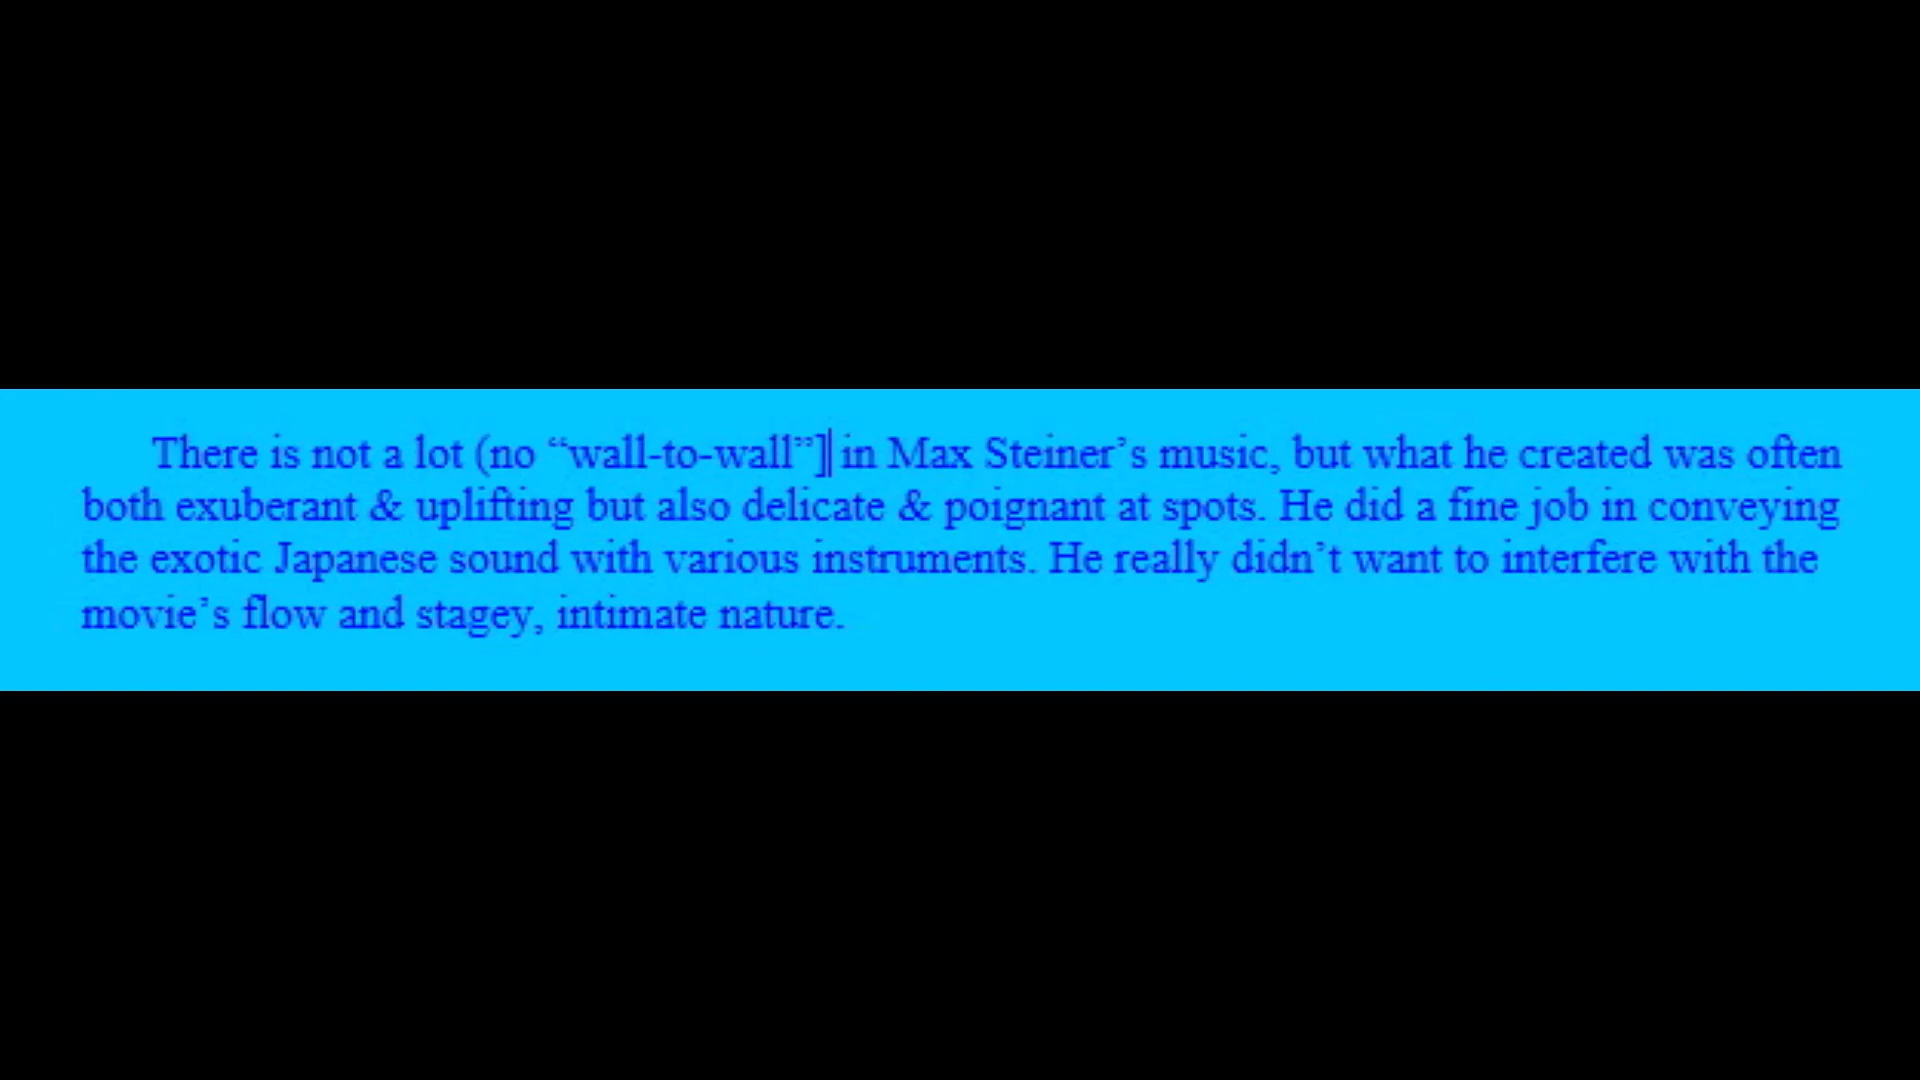 There is not a lot (no “wall-to-wall”] in Max Steiner’s music, but what he created was often
both exuberant & uplifting but also delicate & poignant at spots. He did a fine job in conveying
the exotic Japanese sound with various instruments. He really didn’t want to interfere with the
movie’s flow and stagey, intimate nature.